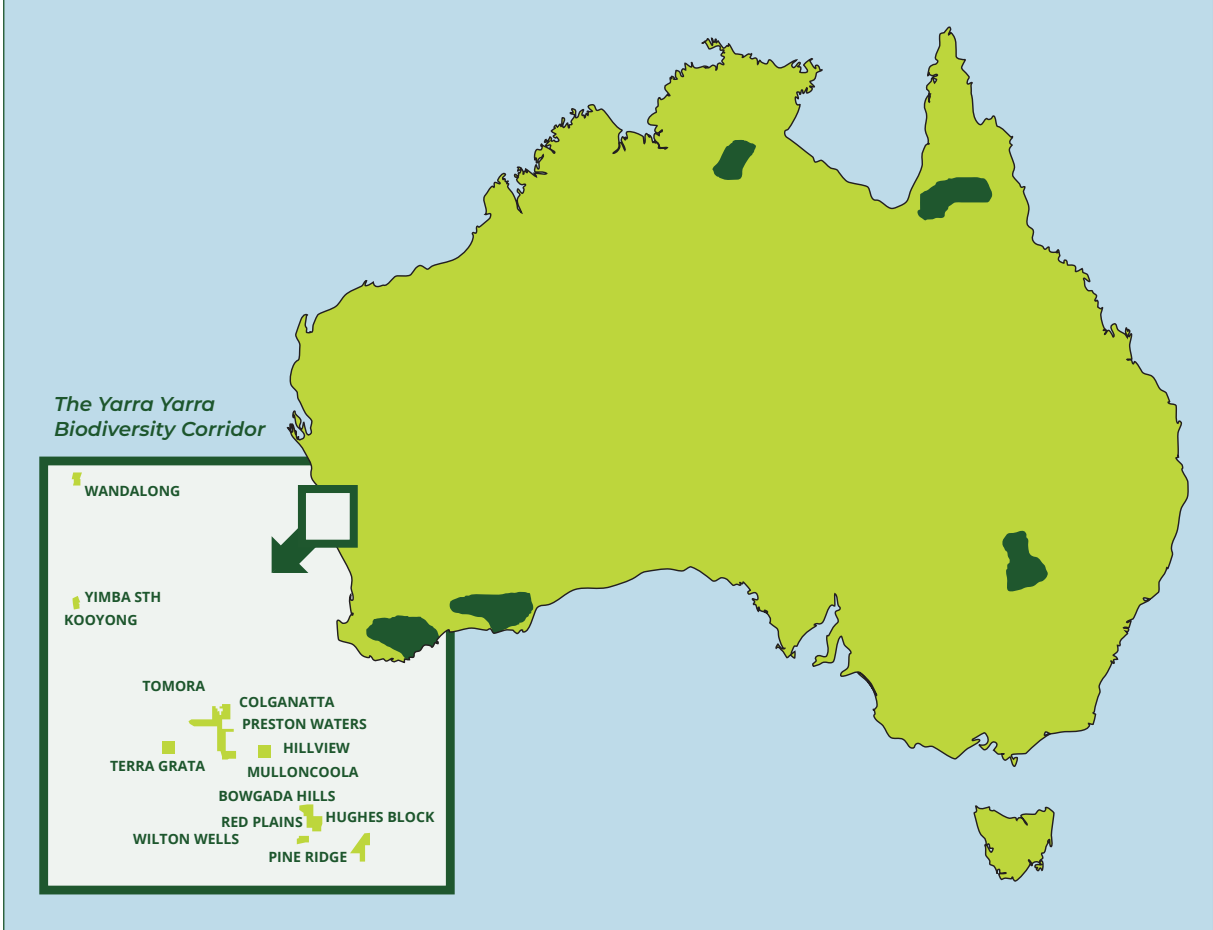 The Yarra Yarra
Biodiversity Corridor
WANDALONG
YIMBA STH
KOOYONG
TOMORA
COLGANATTA
PRESTON WATERS
HILLVIEW
TERRA GRATA
MULLONCOOLA
BOWGADA HILLS
HUGHES BLOCK
RED PLAINS
WILTON WELLS
PINE RIDGE